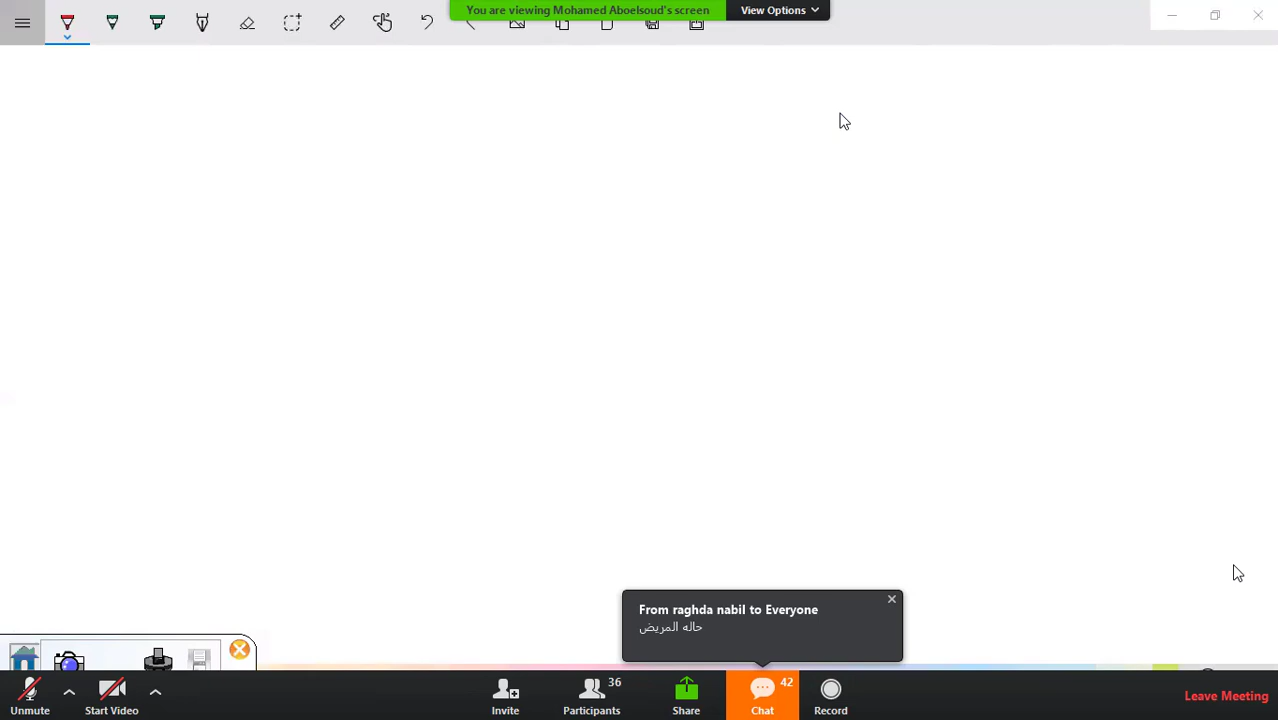 You are viewing Mohamed Aboelsoud's screen
View Options
From raghda nabil to Everyone
حاله المريض
Unmute
Start Video
Invite
36
Participants
Share
42
Chat
Record
Leave Meeting